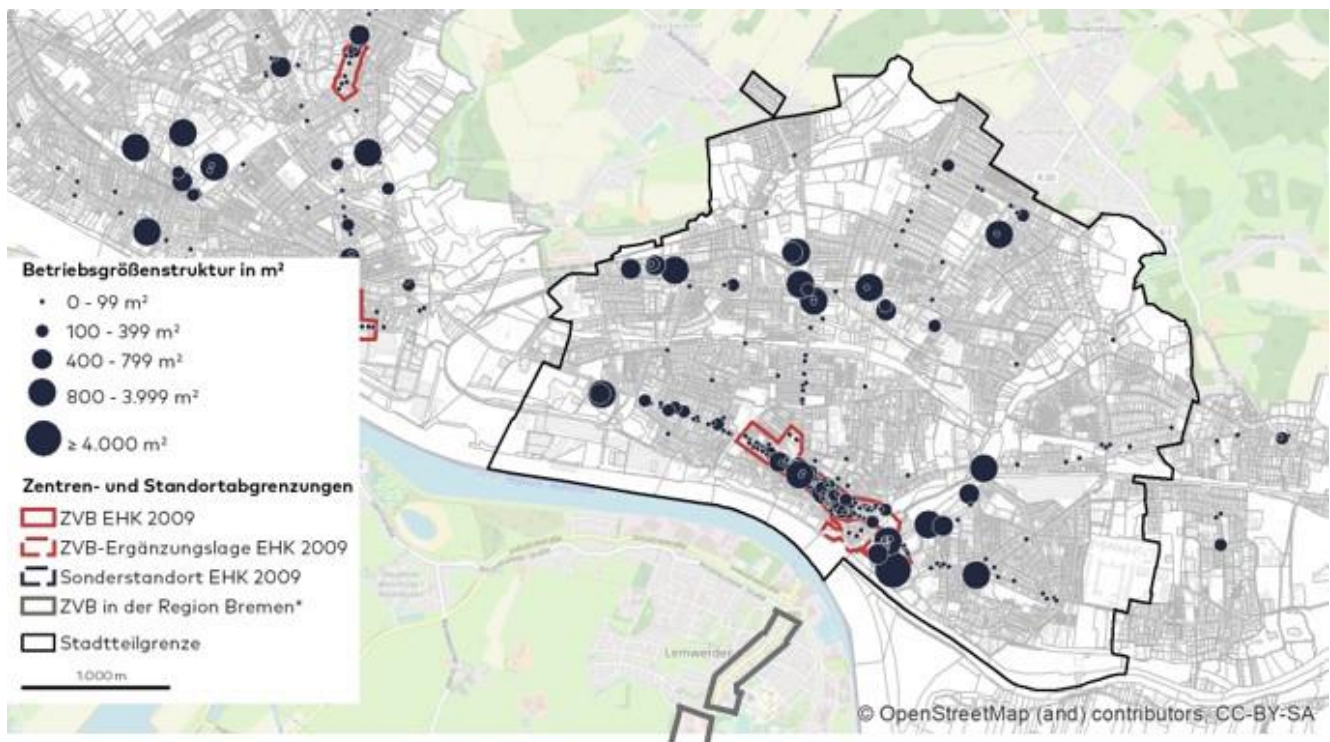 Betriebsgrößenstruktur in m²
0 - 99 m²
100 - 399 m²
400 - 799 m²
800 - 3.999 m²
≥ 4.000 m²
Zentren- und Standortabgrenzungen
ZVB EHK 2009
ZVB-Ergänzungslage EHK 2009
Sonderstandort EHK 2009
ZVB in der Region Bremen*
Stadtteilgrenze
1.000 m
Lemwerder
© OpenStreetMap (and) contributors, CC-BY-SA